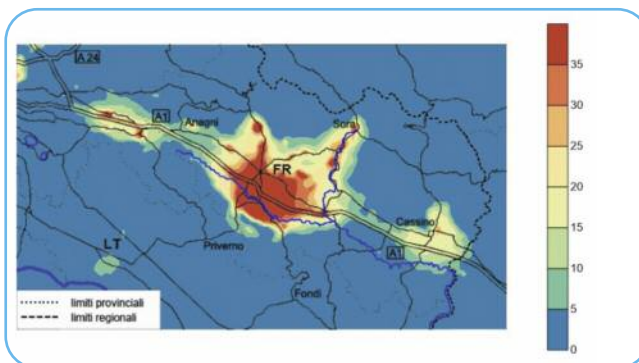 A 24
A1
Anagni
Sora
FR
Cassino
LT
Priverno
A1
Fondi
limiti provinciali
limiti regionali
35
30
25
20
15
10
5
0